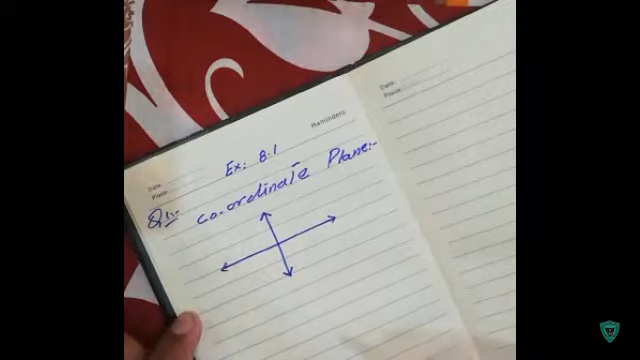 Reminders
Date:
Place:
Ex: 8.1
Q1:- Co.ordinate Plane:-
Date:
Place: